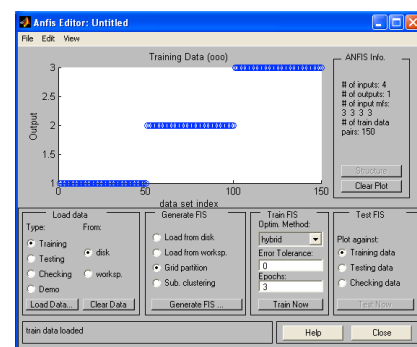 Anfis Editor: Untitled
File Edit View
Training Data (ooo)
3
2.5
2
1.5
1
0
50
100
150
Output
data set index
ANFIS Info.
# of inputs: 4
# of outputs: 1
# of input mfs:
3 3 3 3
# of train data
pairs: 150
Structure
Clear Plot
Load data
Type:
From:
Training
Testing
Checking
Demo
disk
worksp.
Load Data...
Clear Data
Generate FIS
Load from disk
Load from worksp.
Grid partition
Sub. clustering
Generate FIS ...
Train FIS
Optim. Method:
hybrid
Error Tolerance:
0
Epochs:
3
Train Now
Test FIS
Plot against:
Training data
Testing data
Checking data
Test Now
train data loaded
Help
Close